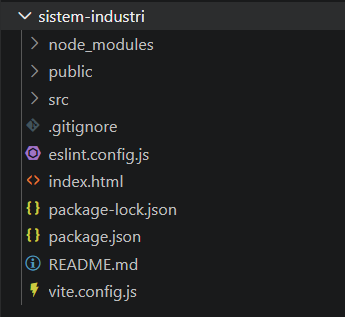 sistem-industri
node_modules
public
src
.gitignore
eslint.config.js
index.html
package-lock.json
package.json
README.md
vite.config.js